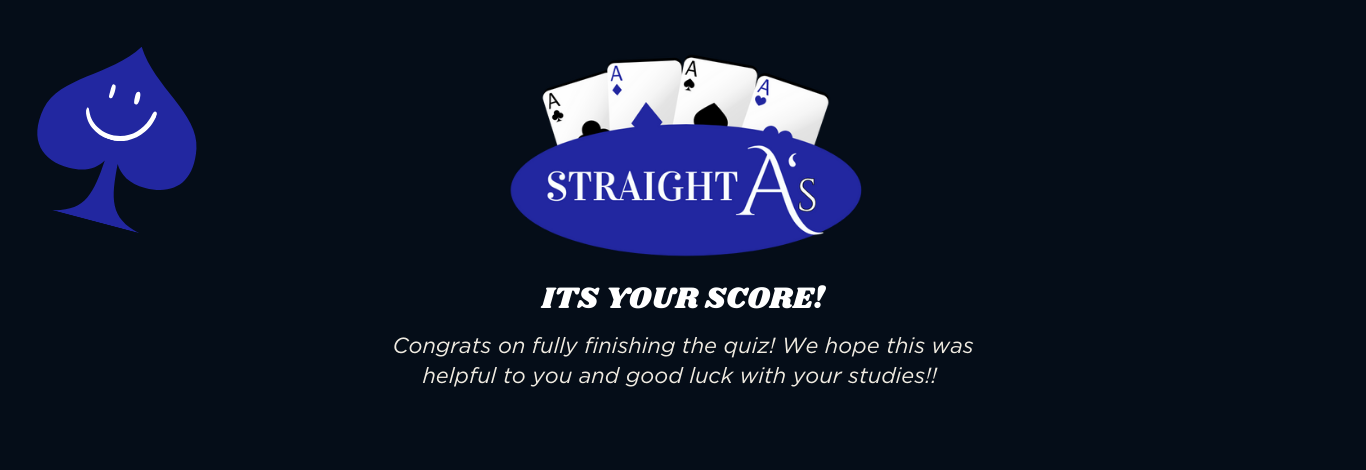 A A A A
STRAIGHT A's
ITS YOUR SCORE!
Congrats on fully finishing the quiz! We hope this was
helpful to you and good luck with your studies!!